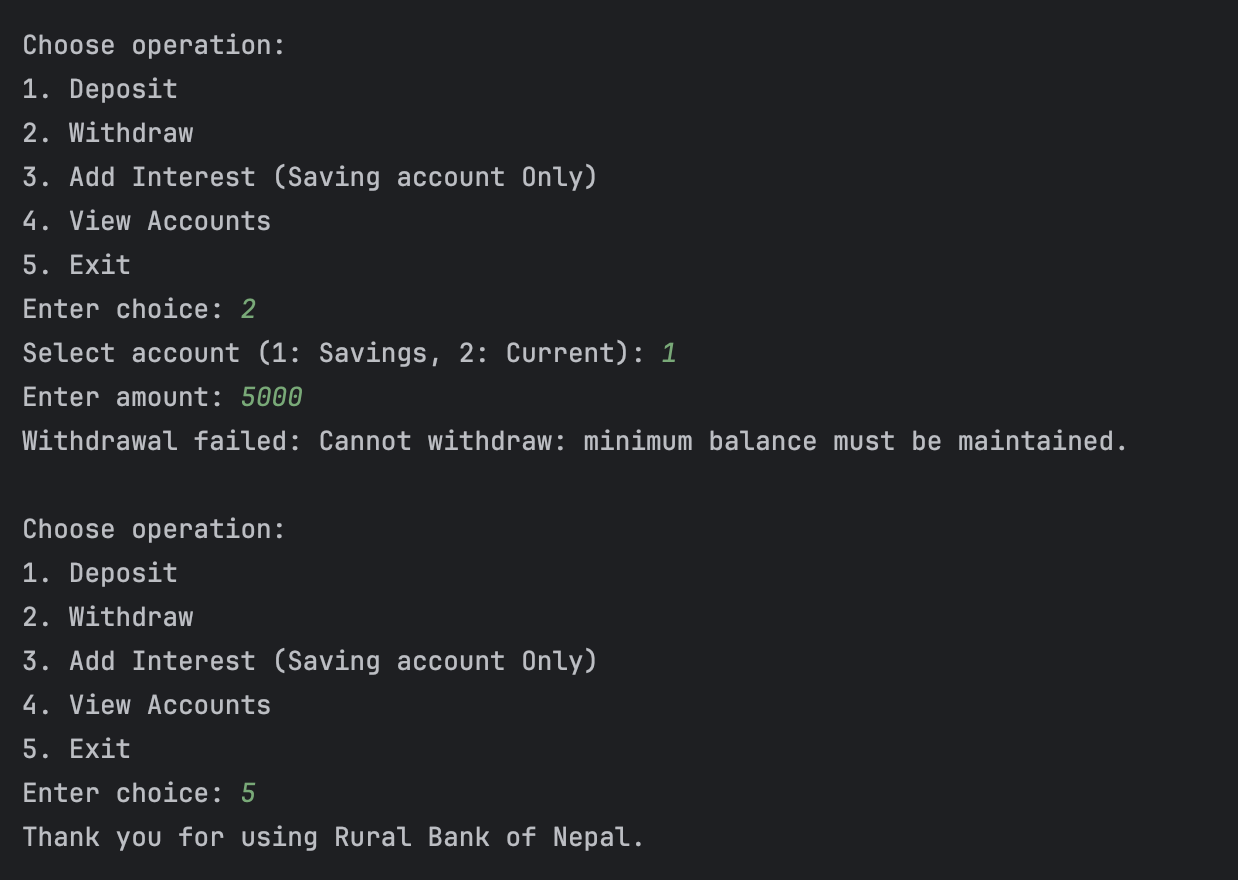 Choose operation:
1. Deposit
2. Withdraw
3. Add Interest (Saving account Only)
4. View Accounts
5. Exit
Enter choice: 2
Select account (1: Savings, 2: Current): 1
Enter amount: 5000
Withdrawal failed: Cannot withdraw: minimum balance must be maintained.

Choose operation:
1. Deposit
2. Withdraw
3. Add Interest (Saving account Only)
4. View Accounts
5. Exit
Enter choice: 5
Thank you for using Rural Bank of Nepal.